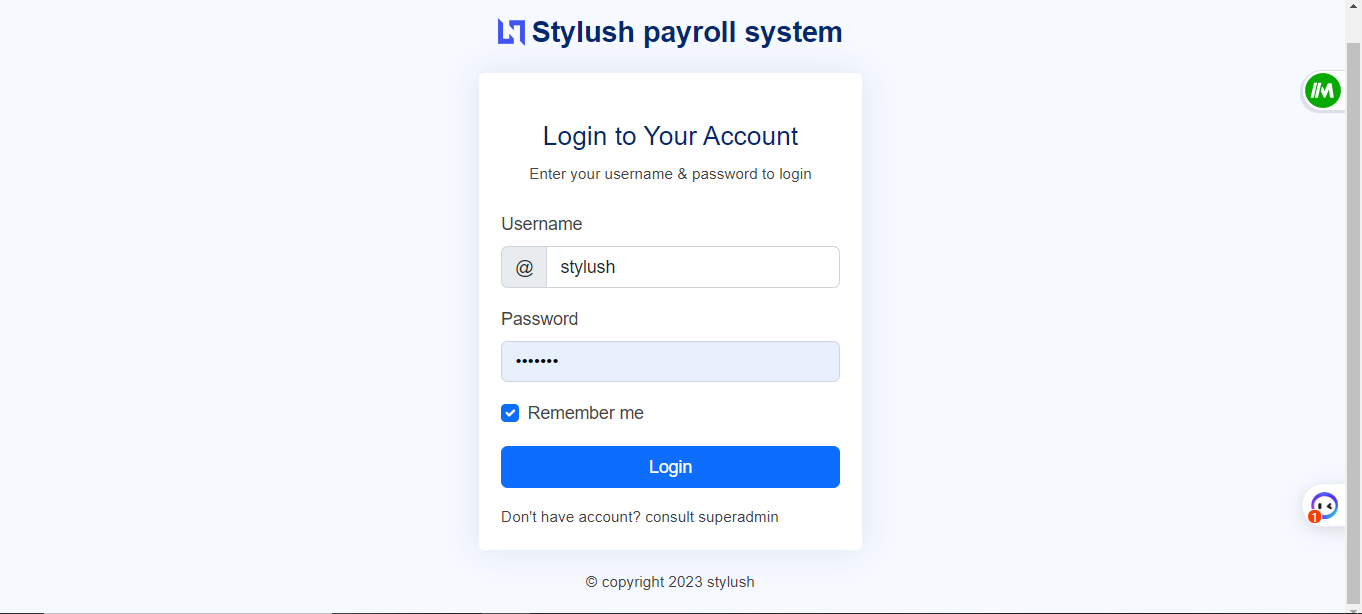 Stylush payroll system
Login to Your Account
Enter your username & password to login
Username
@ stylush
Password
•••••••
Remember me
Login
Don't have account? consult superadmin
© copyright 2023 stylush
1